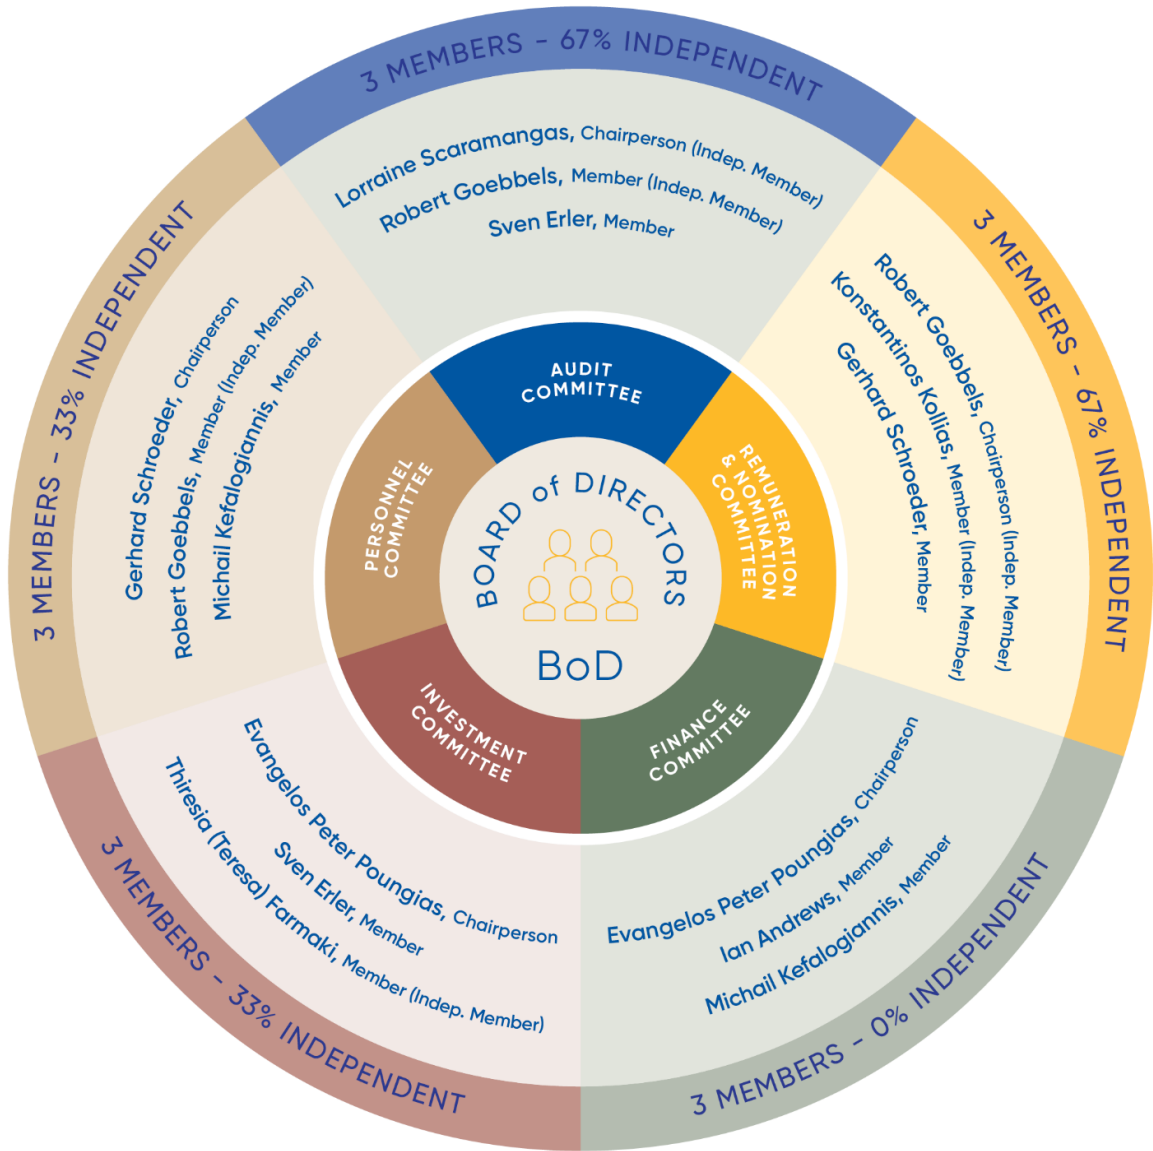 3 MEMBERS - 67% INDEPENDENT
Lorraine Scaramangas, Chairperson (Indep. Member)
Robert Goebbels, Member (Indep. Member)
Sven Erler, Member
AUDIT
COMMITTEE
3 MEMBERS - 67% INDEPENDENT
Robert Goebbels, Chairperson (Indep. Member)
Konstantinos Kollias, Member (Indep. Member)
Gerhard Schroeder, Member
REMUNERATION
& NOMINATION
COMMITTEE
3 MEMBERS - 0% INDEPENDENT
Evangelos Peter Poungias, Chairperson
Ian Andrews, Member
Michail Kefalogiannis, Member
FINANCE
COMMITTEE
3 MEMBERS - 33% INDEPENDENT
Evangelos Peter Poungias, Chairperson
Sven Erler, Member
Thiresia (Teresa) Farmaki, Member (Indep. Member)
INVESTMENT
COMMITTEE
3 MEMBERS - 33% INDEPENDENT
Gerhard Schroeder, Chairperson
Robert Goebbels, Member (Indep. Member)
Michail Kefalogiannis, Member
PERSONNEL
COMMITTEE
BOARD of DIRECTORS
BoD